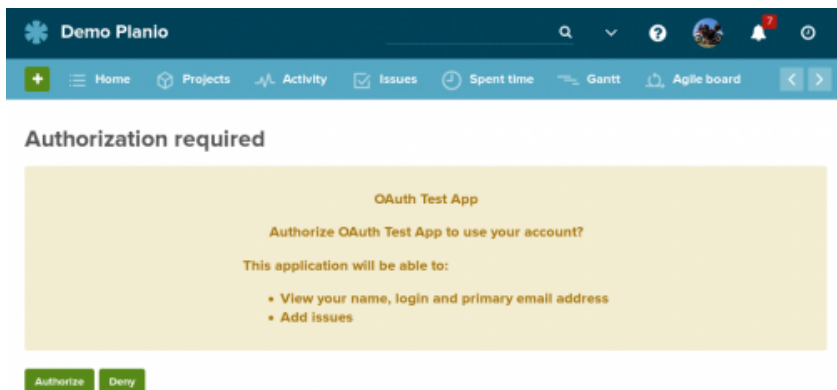 Demo Planio
7
+ Home Projects Activity Issues Spent time Gantt Agile board
Authorization required
OAuth Test App
Authorize OAuth Test App to use your account?
This application will be able to:
• View your name, login and primary email address
• Add issues
Authorize Deny